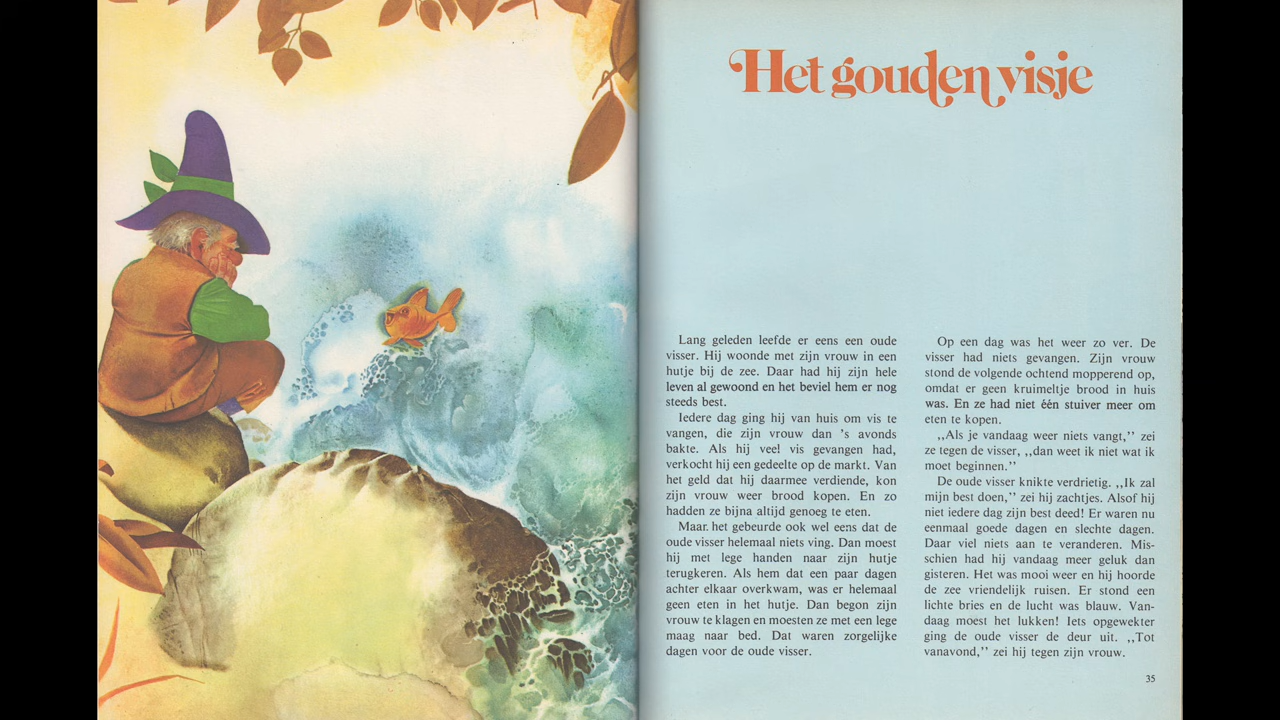 Het gouden visje
Lang geleden leefde er eens een oude
visser. Hij woonde met zijn vrouw in een
hutje bij de zee. Daar had hij zijn hele
leven al gewoond en het beviel hem er nog
steeds best.
Iedere dag ging hij van huis om vis te
vangen, die zijn vrouw dan 's avonds
bakte. Als hij veel vis gevangen had,
verkocht hij een gedeelte op de markt. Van
het geld dat hij daarmee verdiende, kon
zijn vrouw weer brood kopen. En zo
hadden ze bijna altijd genoeg te eten.
Maar. het gebeurde ook wel eens dat de
oude visser helemaal niets ving. Dan moest
hij met lege handen naar zijn hutje
terugkeren. Als hem dat een paar dagen
achter elkaar overkwam, was er helemaal
geen eten in het hutje. Dan begon zijn
vrouw te klagen en moesten ze met een lege
maag naar bed. Dat waren zorgelijke
dagen voor de oude visser.
Op een dag was het weer zo ver. De
visser had niets gevangen. Zijn vrouw
stond de volgende ochtend mopperend op,
omdat er geen kruimeltje brood in huis
was. En ze had niet één stuiver meer om
eten te kopen.
,,Als je vandaag weer niets vangt,'' zei
ze tegen de visser, ,,dan weet ik niet wat ik
moet beginnen.''
De oude visser knikte verdrietig. ,,Ik zal
mijn best doen,'' zei hij zachtjes. Alsof hij
niet iedere dag zijn best deed! Er waren nu
eenmaal goede dagen en slechte dagen.
Daar viel niets aan te veranderen. Mis-
schien had hij vandaag meer geluk dan
gisteren. Het was mooi weer en hij hoorde
de zee vriendelijk ruisen. Er stond een
lichte bries en de lucht was blauw. Van-
daag moest het lukken! Iets opgewekter
ging de oude visser de deur uit. ,,Tot
vanavond,'' zei hij tegen zijn vrouw.
35